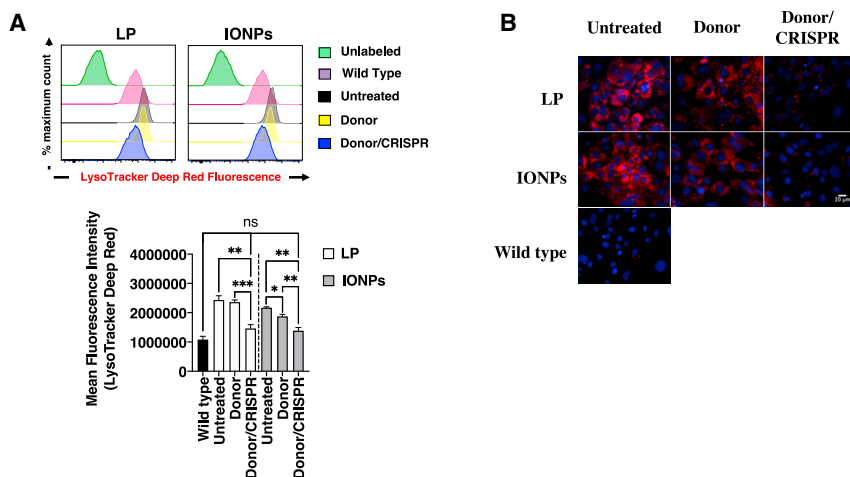 A
LP
IONPs
% maximum count
LysoTracker Deep Red Fluorescence
Unlabeled
Wild Type
Untreated
Donor
Donor/CRISPR
Mean Fluorescence Intensity
(LysoTracker Deep Red)
4000000
3000000
2000000
1000000
0
ns
**
***
**
*
**
LP
IONPs
Wild type
Untreated
Donor
Donor/CRISPR
Untreated
Donor
Donor/CRISPR
B
Untreated
Donor
Donor/
CRISPR
LP
IONPs
10 µm
Wild type